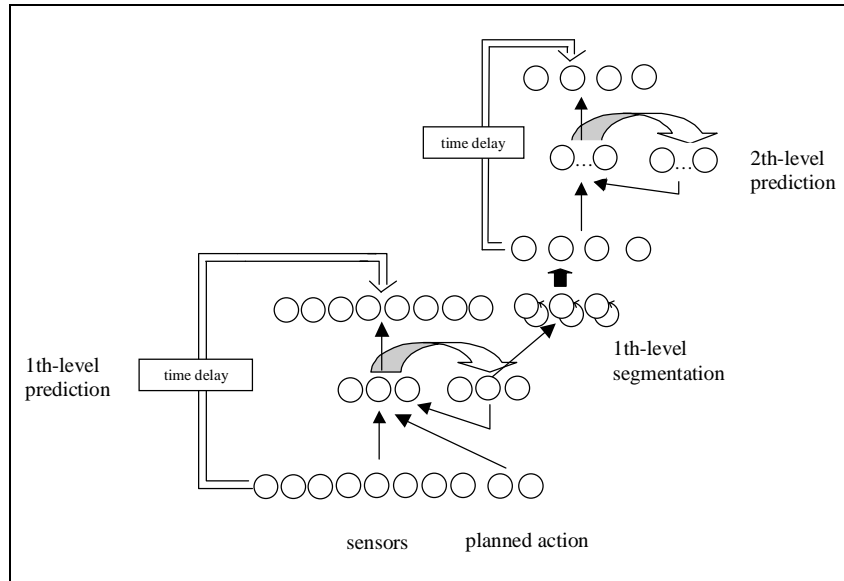 time delay
2th-level
prediction
1th-level
segmentation
time delay
1th-level
prediction
sensors
planned action